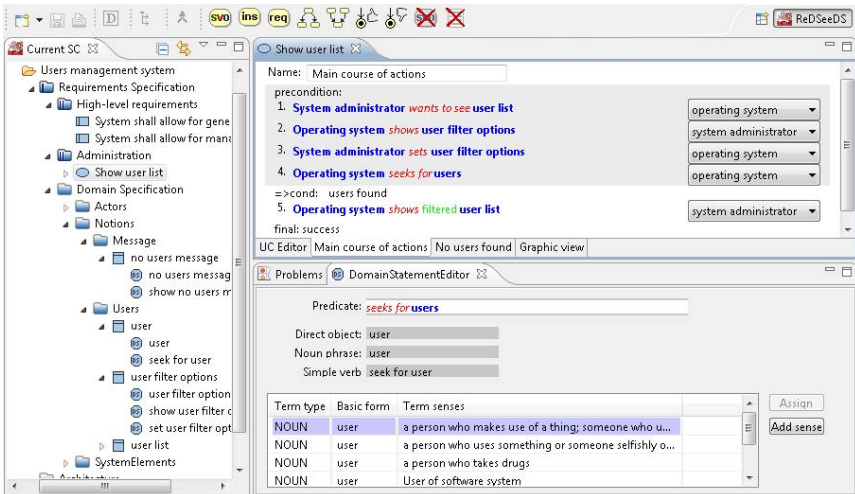 D svo ins req svo ReDSeeDS
Current SC
Users management system
Requirements Specification
High-level requirements
System shall allow for gene
System shall allow for mana
Administration
Show user list
Domain Specification
Actors
Notions
Message
no users message
DS no users messag
DS show no users m
Users
user
DS user
DS seek for user
user filter options
DS user filter option
DS show user filter o
DS set user filter opt
user list
SystemElements
Show user list
Name: Main course of actions
precondition:
1. System administrator wants to see user list operating system
2. Operating system shows user filter options system administrator
3. System administrator sets user filter options operating system
4. Operating system seeks for users operating system
=>cond: users found
5. Operating system shows filtered user list system administrator
final: success
UC Editor Main course of actions No users found Graphic view
Problems DS DomainStatementEditor
Predicate: seeks for users
Direct object: user
Noun phrase: user
Simple verb seek for user
Term type Basic form Term senses Assign
NOUN user a person who makes use of a thing; someone who u... Add sense
NOUN user a person who uses something or someone selfishly o...
NOUN user a person who takes drugs
NOUN user User of software system